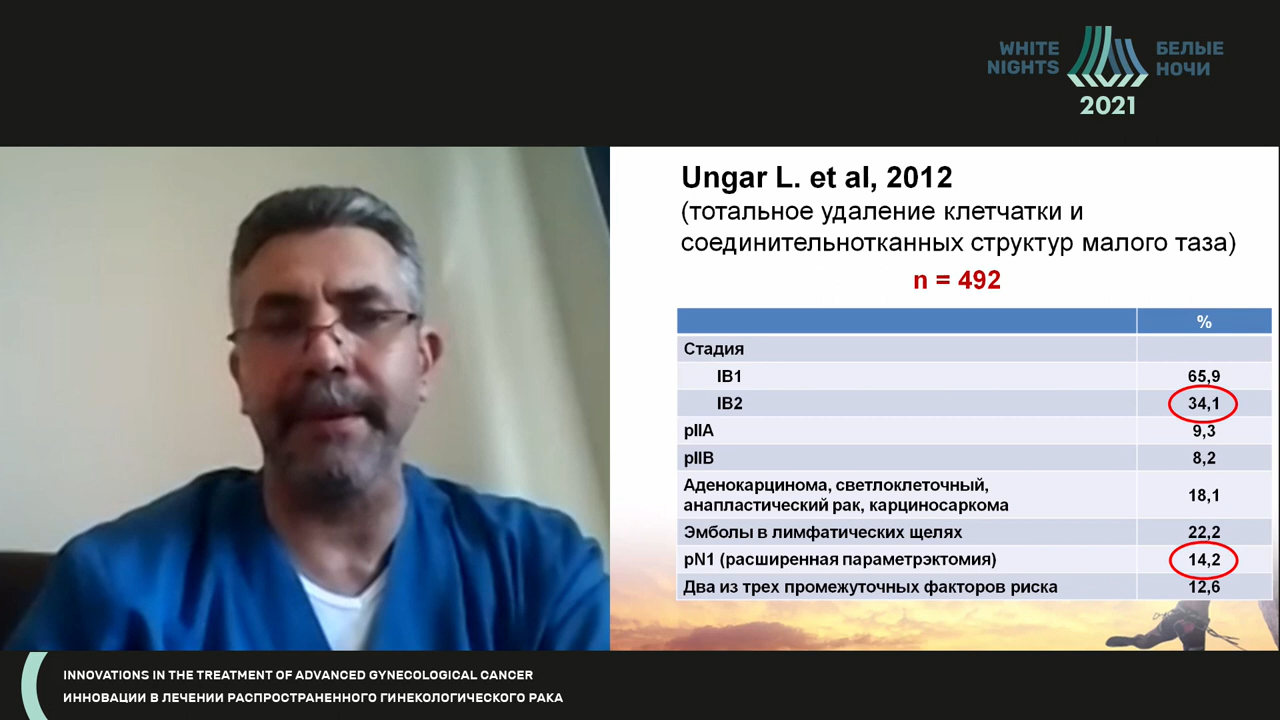 WHITE
NIGHTS
БЕЛЫЕ
НОЧИ
2021
Ungar L. et al, 2012
(тотальное удаление клетчатки и
соединительнотканных структур малого таза)
n = 492
%
Стадия
IB1 65,9
IB2 34,1
pIIA 9,3
pIIB 8,2
Аденокарцинома, светлоклеточный,
анапластический рак, карциносаркома 18,1
Эмболы в лимфатических щелях 22,2
pN1 (расширенная параметрэктомия) 14,2
Два из трех промежуточных факторов риска 12,6
INNOVATIONS IN THE TREATMENT OF ADVANCED GYNECOLOGICAL CANCER
ИННОВАЦИИ В ЛЕЧЕНИИ РАСПРОСТРАНЕННОГО ГИНЕКОЛОГИЧЕСКОГО РАКА